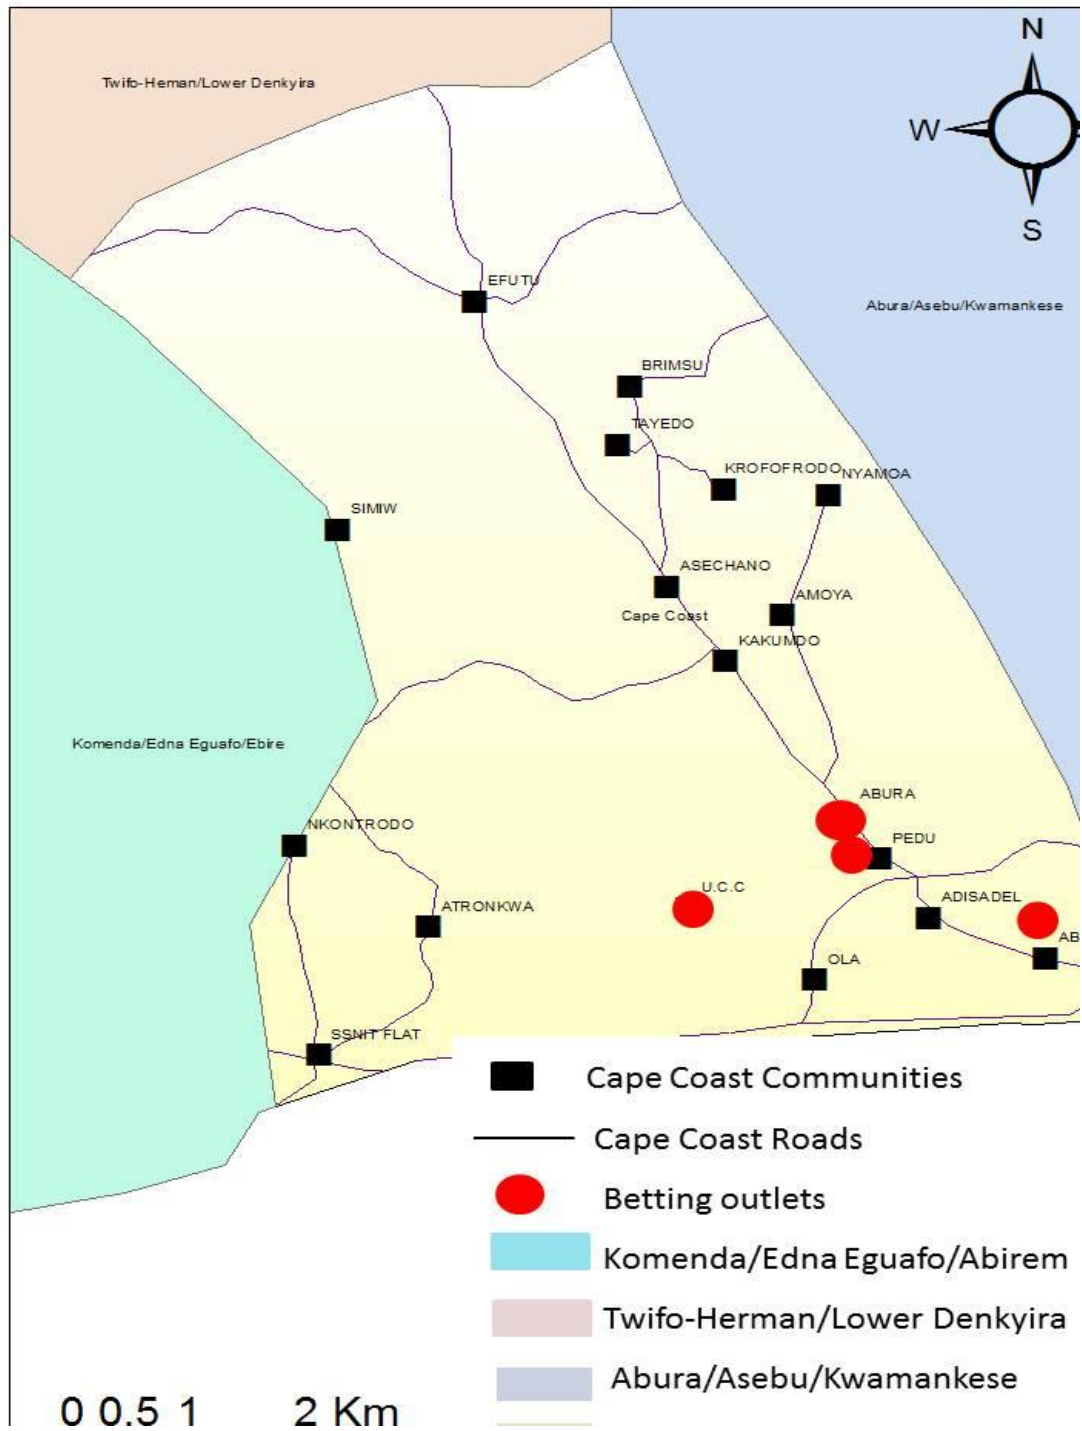 N
Twifo-Heman/Lower Denkyira
W
S
EFUTU
Abura/Asebu/Kwamankese
BRIMSU
TAYEDO
KROFOFRODO
NYAMOA
SIMIW
ASECHANO
AMOYA
Cape Coast
KAKUMDO
Komenda/Edna Eguafo/Ebire
ABURA
NKONTRODO
PEDU
U.C.C
ADISADEL
ATRONKWA
AB
OLA
SSNIT FLAT
Cape Coast Communities
Cape Coast Roads
Betting outlets
Komenda/Edna Eguafo/Abirem
Twifo-Herman/Lower Denkyira
Abura/Asebu/Kwamankese
0 0.5 1 2 Km